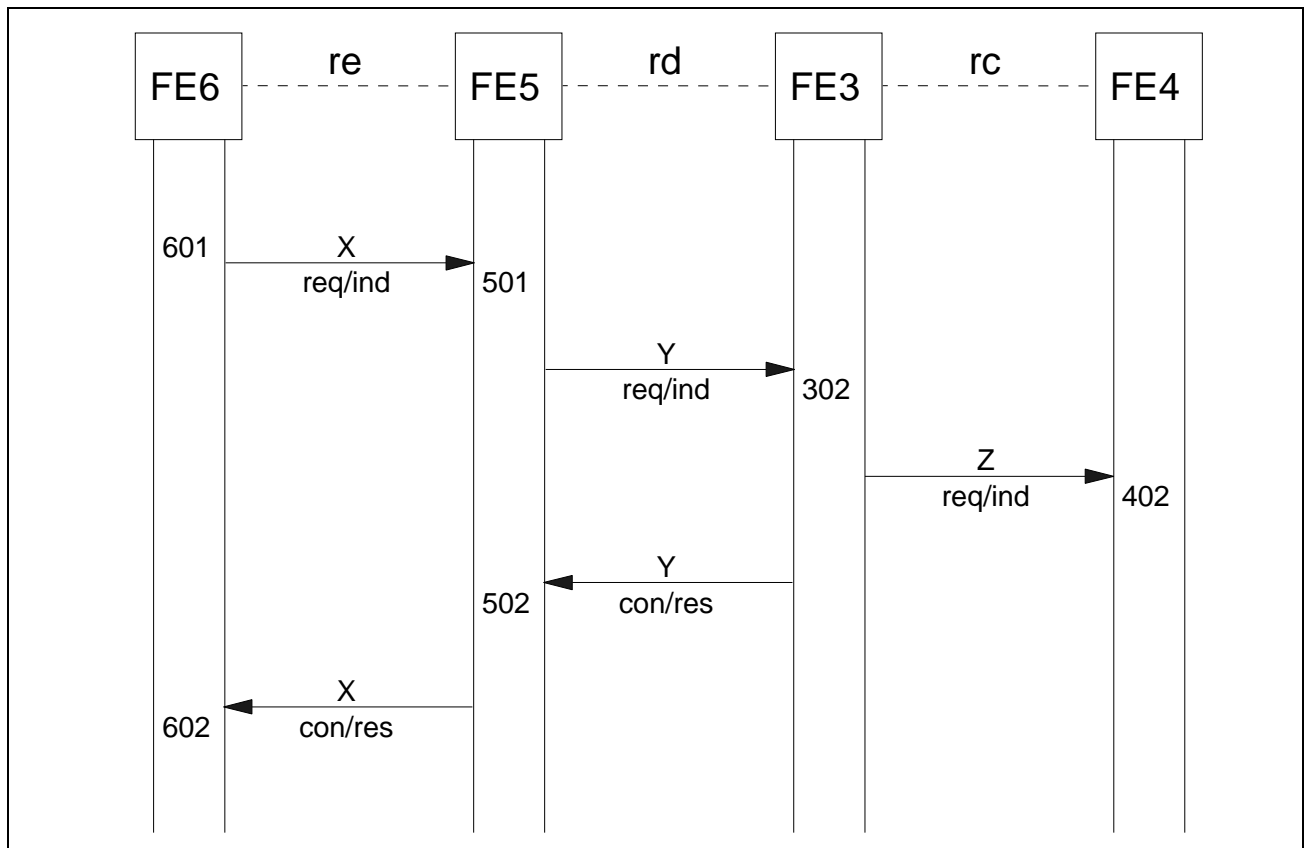 re
rd
rc
FE6
FE5
FE3
FE4
601
X
req/ind
501
Y
req/ind
302
Z
req/ind
402
Y
con/res
502
X
con/res
602